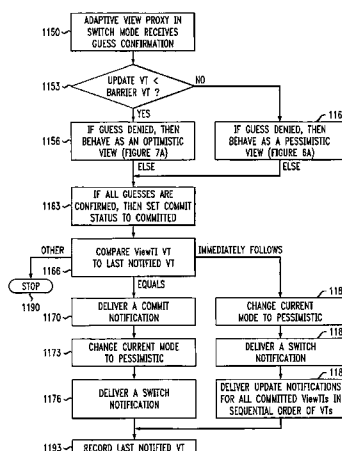 1150
ADAPTIVE VIEW PROXY IN
SWITCH MODE RECEIVES
GUESS CONFIRMATION
1153
UPDATE VT <
BARRIER VT ?
NO
YES
1156
IF GUESS DENIED, THEN
BEHAVE AS AN OPTIMISTIC
VIEW (FIGURE 7A)
116
IF GUESS DENIED, THEN
BEHAVE AS A PESSIMISTIC
VIEW (FIGURE 6A)
ELSE
ELSE
1163
IF ALL GUESSES ARE
CONFIRMED, THEN SET COMMIT
STATUS TO COMMITTED
OTHER
1166
COMPARE ViewTI VT
TO LAST NOTIFIED VT
IMMEDIATELY FOLLOWS
STOP
1190
EQUALS
1170
DELIVER A COMMIT
NOTIFICATION
118
CHANGE CURRENT
MODE TO PESSIMISTIC
1173
CHANGE CURRENT MODE
TO PESSIMISTIC
118
DELIVER A SWITCH
NOTIFICATION
1176
DELIVER A SWITCH
NOTIFICATION
118
DELIVER UPDATE NOTIFICATIONS
FOR ALL COMMITTED ViewTIs IN
SEQUENTIAL ORDER OF VTs
1193
RECORD LAST NOTIFIED VT